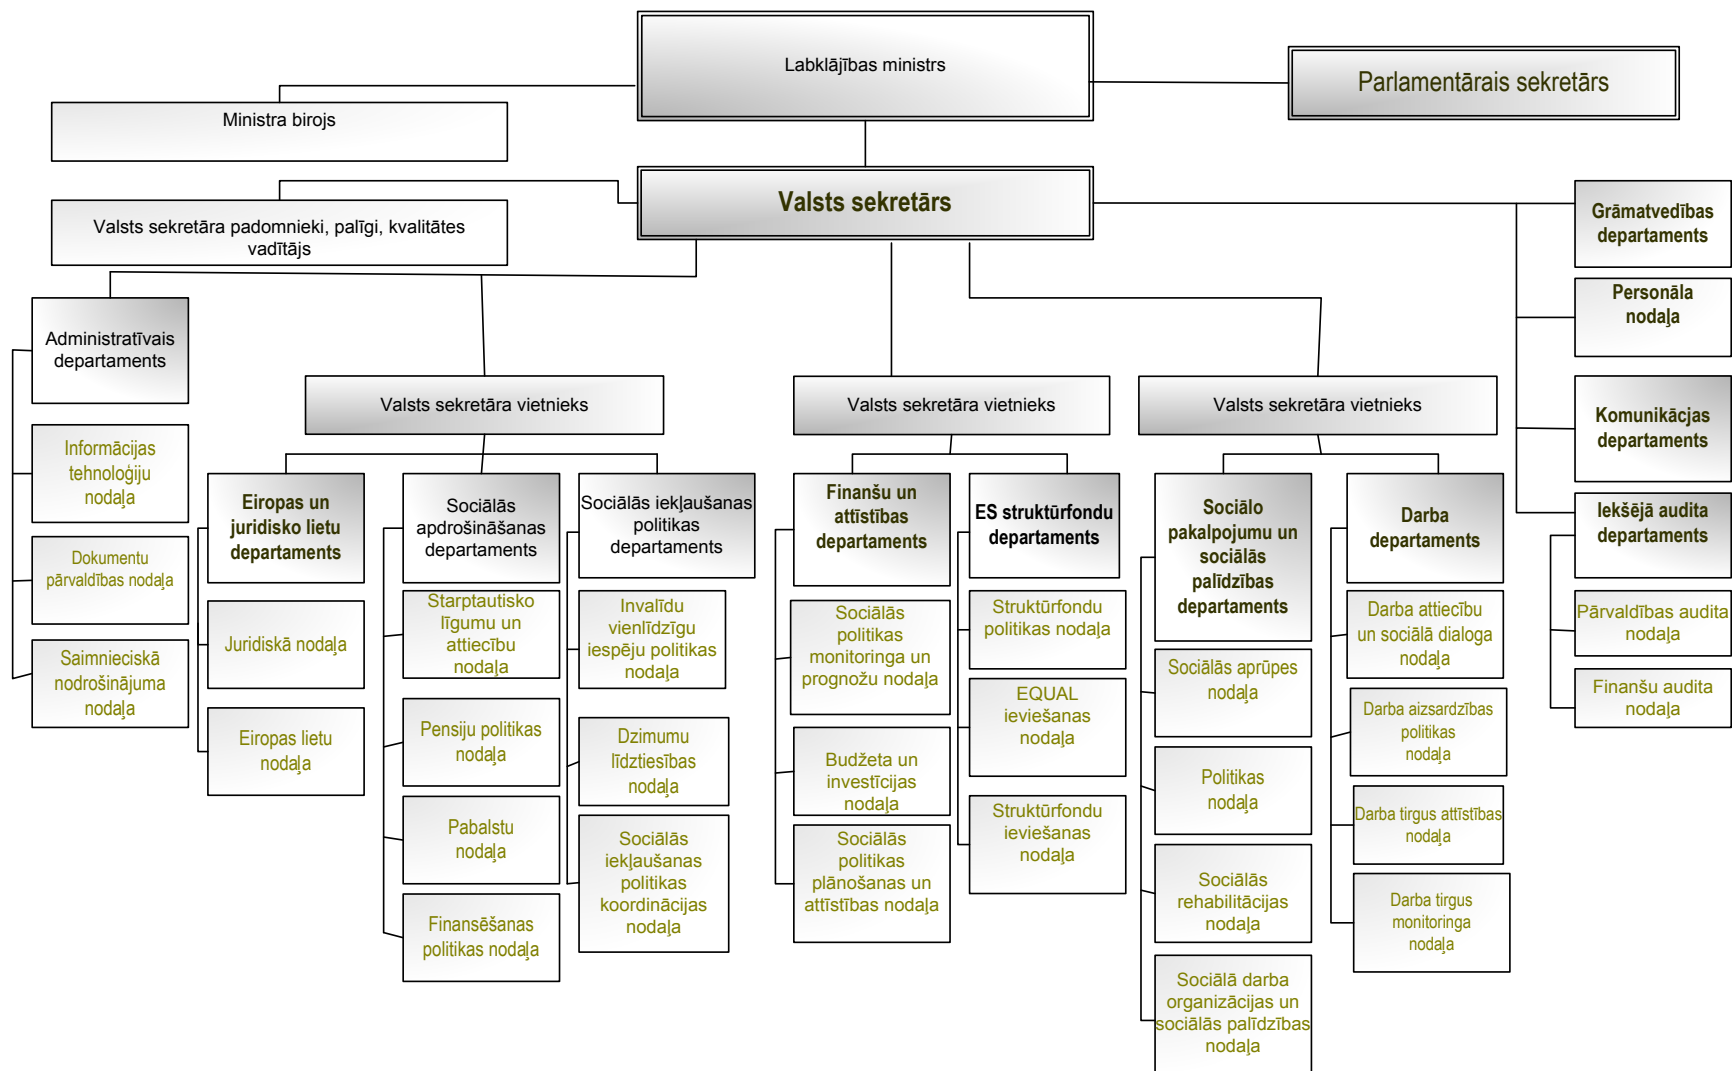 Labklājības ministrs
Parlamentārais sekretārs
Ministra birojs
Valsts sekretārs
Valsts sekretāra padomnieki, palīgi, kvalitātes
vadītājs
Grāmatvedības
departaments
Personāla
nodaļa
Komunikācjas
departaments
Iekšējā audita
departaments
Pārvaldības audita
nodaļa
Finanšu audita
nodaļa
Administratīvais
departaments
Informācijas
tehnoloģiju
nodaļa
Dokumentu
pārvaldības nodaļa
Saimnieciskā
nodrošinājuma
nodaļa
Valsts sekretāra vietnieks
Eiropas un
juridisko lietu
departaments
Juridiskā nodaļa
Eiropas lietu
nodaļa
Sociālās
apdrošināšanas
departaments
Starptautisko
līgumu un
attiecību
nodaļa
Pensiju politikas
nodaļa
Pabalstu
nodaļa
Finansēšanas
politikas nodaļa
Sociālās iekļaušanas
politikas
departaments
Invalīdu
vienlīdzīgu
iespēju politikas
nodaļa
Dzimumu
līdztiesības
nodaļa
Sociālās
iekļaušanas
politikas
koordinācijas
nodaļa
Valsts sekretāra vietnieks
Finanšu un
attīstības
departaments
Sociālās
politikas
monitoringa un
prognožu nodaļa
Budžeta un
investīcijas
nodaļa
Sociālās
politikas
plānošanas un
attīstības nodaļa
ES struktūrfondu
departaments
Struktūrfondu
politikas nodaļa
EQUAL
ieviešanas
nodaļa
Struktūrfondu
ieviešanas
nodaļa
Valsts sekretāra vietnieks
Sociālo
pakalpojumu un
sociālās
palīdzības
departaments
Sociālās aprūpes
nodaļa
Politikas
nodaļa
Sociālās
rehabilitācijas
nodaļa
Sociālā darba
organizācijas un
sociālās palīdzības
nodaļa
Darba
departaments
Darba attiecību
un sociālā dialoga
nodaļa
Darba aizsardzības
politikas
nodaļa
Darba tirgus attīstības
nodaļa
Darba tirgus
monitoringa
nodaļa